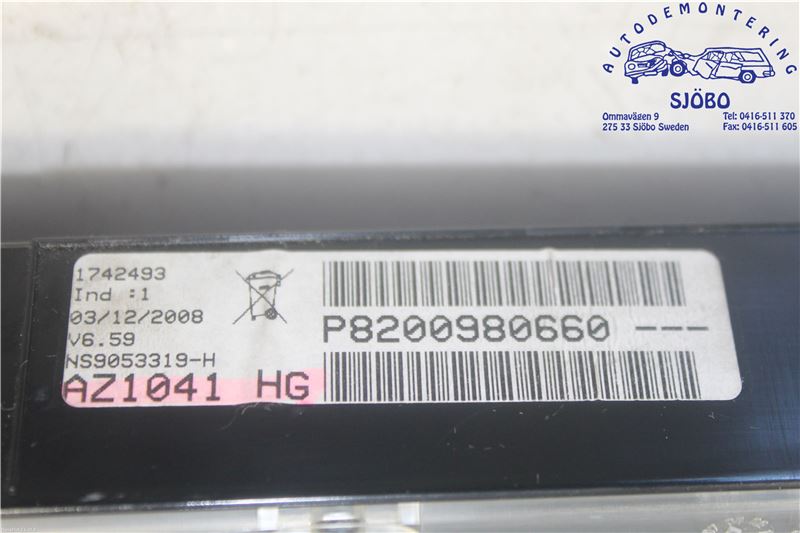 AUTODEMONTERING
SJÖBO
Ommavägen 9
275 33 Sjöbo Sweden
Tel: 0416-511 370
Fax: 0416-511 605
1742493
Ind :1
03/12/2008
V6.59
NS9053319-H
AZ1041 HG
P8200980660 ---